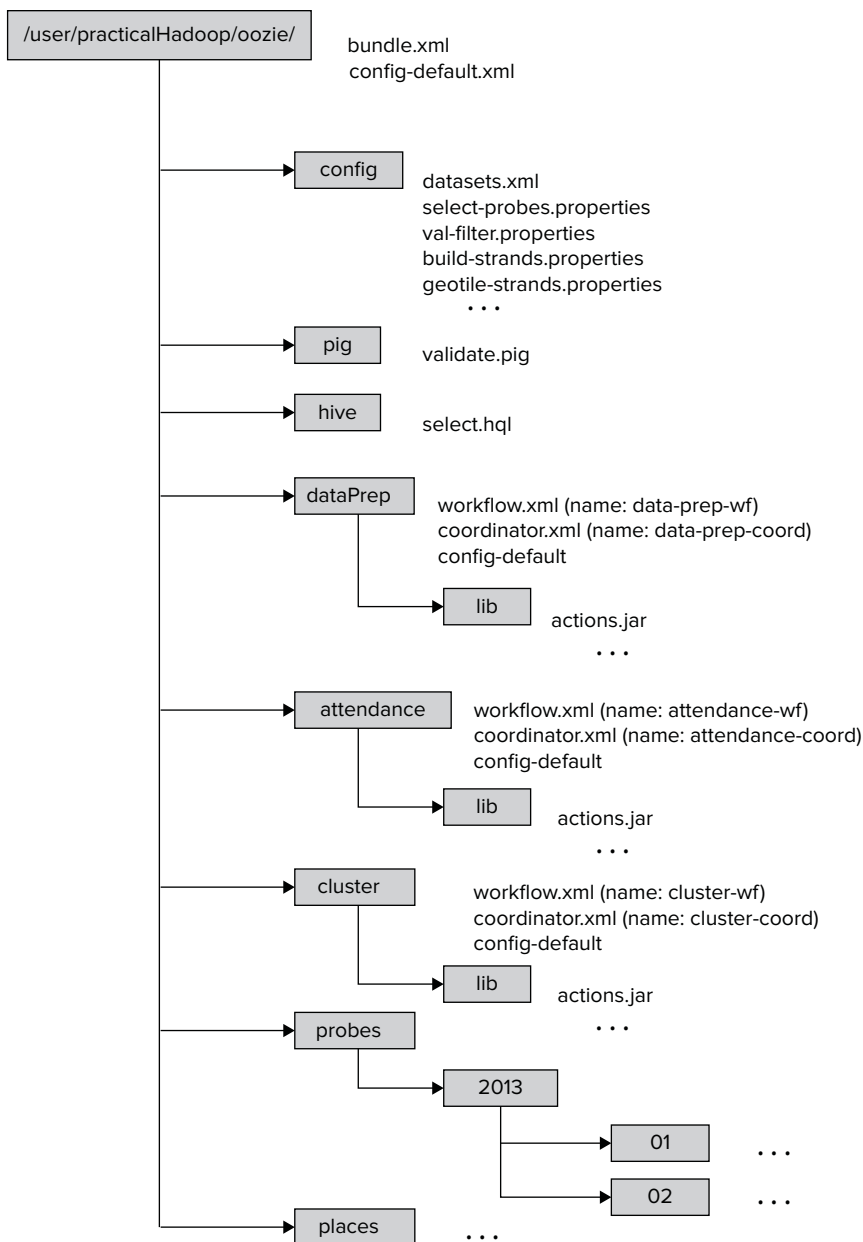 /user/practicalHadoop/oozie/
bundle.xml
config-default.xml
config
datasets.xml
select-probes.properties
val-filter.properties
build-strands.properties
geotile-strands.properties
...
pig
validate.pig
hive
select.hql
dataPrep
workflow.xml (name: data-prep-wf)
coordinator.xml (name: data-prep-coord)
config-default
lib
actions.jar
...
attendance
workflow.xml (name: attendance-wf)
coordinator.xml (name: attendance-coord)
config-default
lib
actions.jar
...
cluster
workflow.xml (name: cluster-wf)
coordinator.xml (name: cluster-coord)
config-default
lib
actions.jar
...
probes
2013
01
...
02
...
places
...